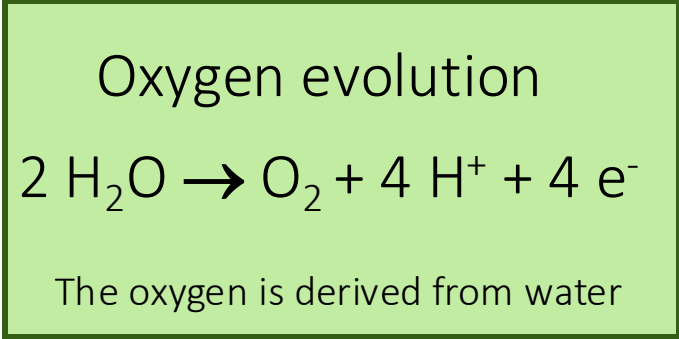 Oxygen evolution
2 H₂O → O₂ + 4 H⁺ + 4 e⁻
The oxygen is derived from water